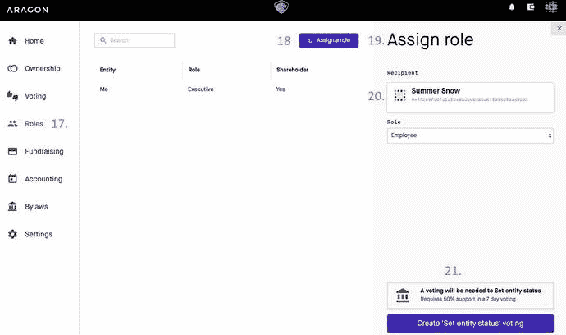 ARAGON
Home
Ownership
Voting
Roles 17.
Fundraising
Accounting
Bylaws
Settings
Search
18
Assign role
Entity Role Shareholder
Me Executive Yes
x
19. Assign role
Recipient
20.
Summer Snow
Role
Employee
21.
A voting will be needed to Set entity status
Requires 50% support in a 7 day voting
Create 'Set entity status' voting